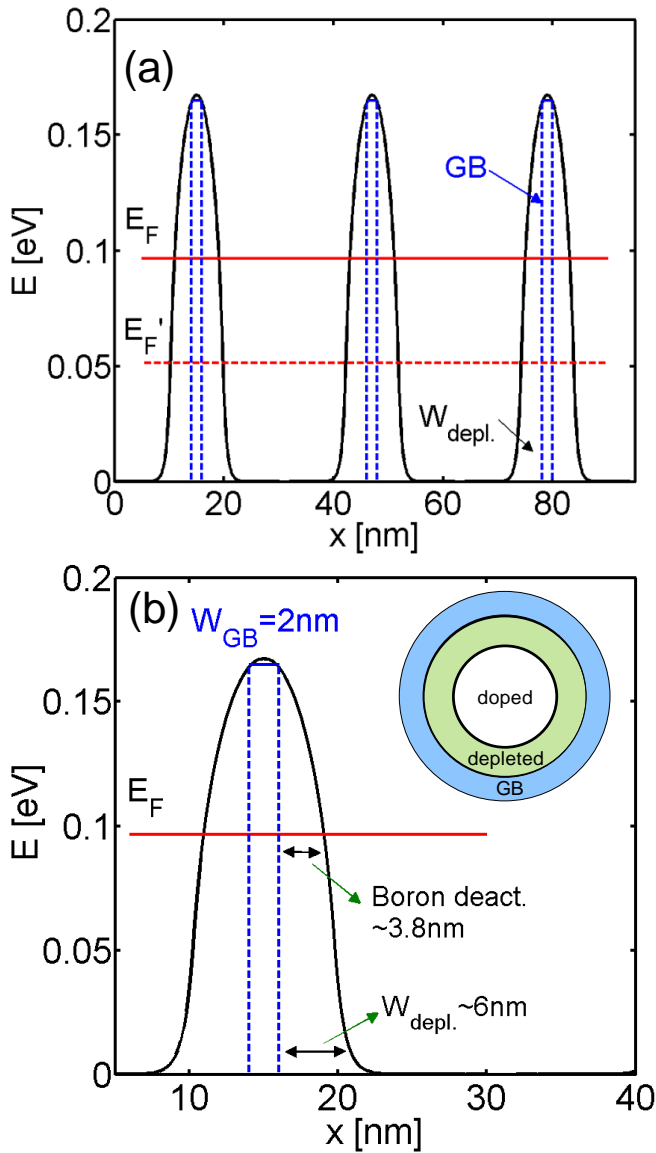 (a)
0.2
0.15
0.1
0.05
0
E [eV]
E_F
E_F'
GB
W_depl.
0 20 40 60 80
x [nm]
(b)
W_GB=2nm
0.2
0.15
0.1
0.05
0
E [eV]
E_F
doped
depleted
GB
Boron deact.
~3.8nm
W_depl.~6nm
10 20 30 40
x [nm]